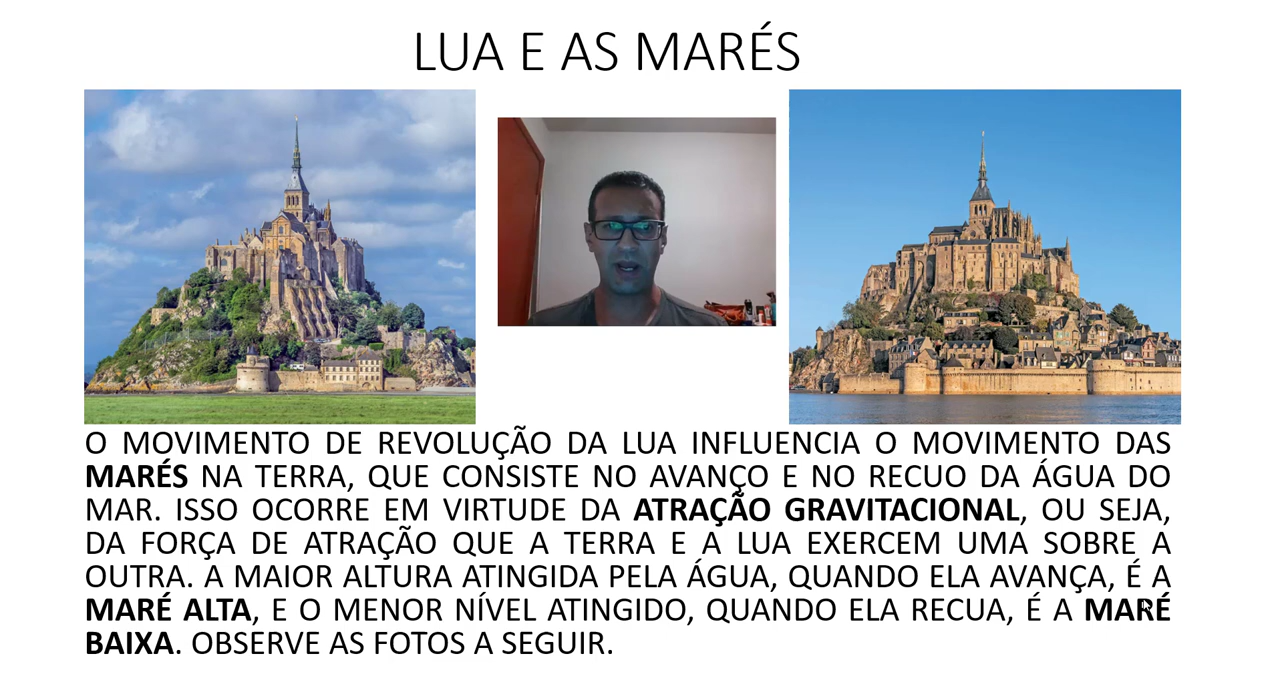 LUA E AS MARÉS
O MOVIMENTO DE REVOLUÇÃO DA LUA INFLUENCIA O MOVIMENTO DAS
MARÉS NA TERRA, QUE CONSISTE NO AVANÇO E NO RECUO DA ÁGUA DO
MAR. ISSO OCORRE EM VIRTUDE DA ATRAÇÃO GRAVITACIONAL, OU SEJA,
DA FORÇA DE ATRAÇÃO QUE A TERRA E A LUA EXERCEM UMA SOBRE A
OUTRA. A MAIOR ALTURA ATINGIDA PELA ÁGUA, QUANDO ELA AVANÇA, É A
MARÉ ALTA, E O MENOR NÍVEL ATINGIDO, QUANDO ELA RECUA, É A MARÉ
BAIXA. OBSERVE AS FOTOS A SEGUIR.